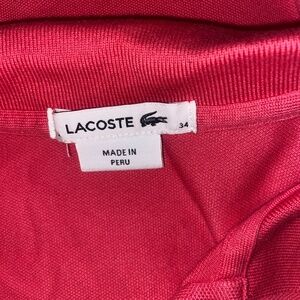 LACOSTE
34
MADE IN
PERU